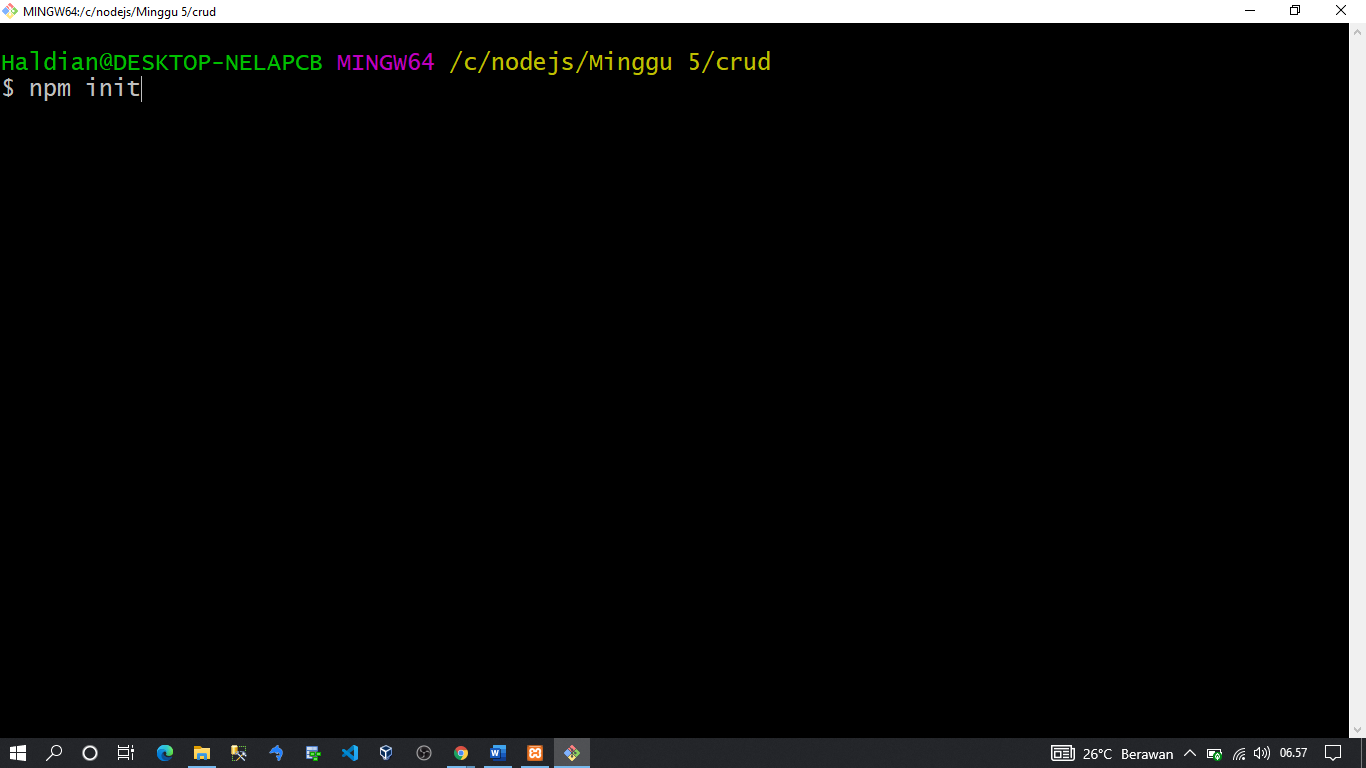 MINGW64:/c/nodejs/Minggu 5/crud
Haldian@DESKTOP-NELAPCB MINGW64 /c/nodejs/Minggu 5/crud
$ npm init
26°C Berawan 06.57